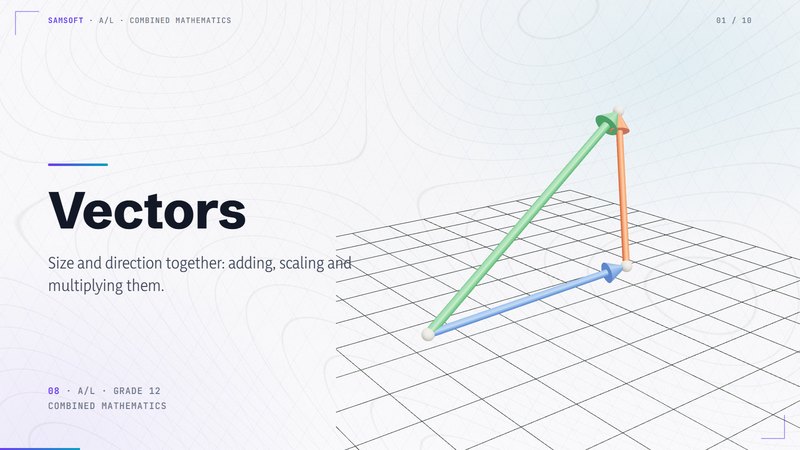 SAMSOFT · A/L · COMBINED MATHEMATICS
01 / 10
Vectors
Size and direction together: adding, scaling and
multiplying them.
08 · A/L · GRADE 12
COMBINED MATHEMATICS